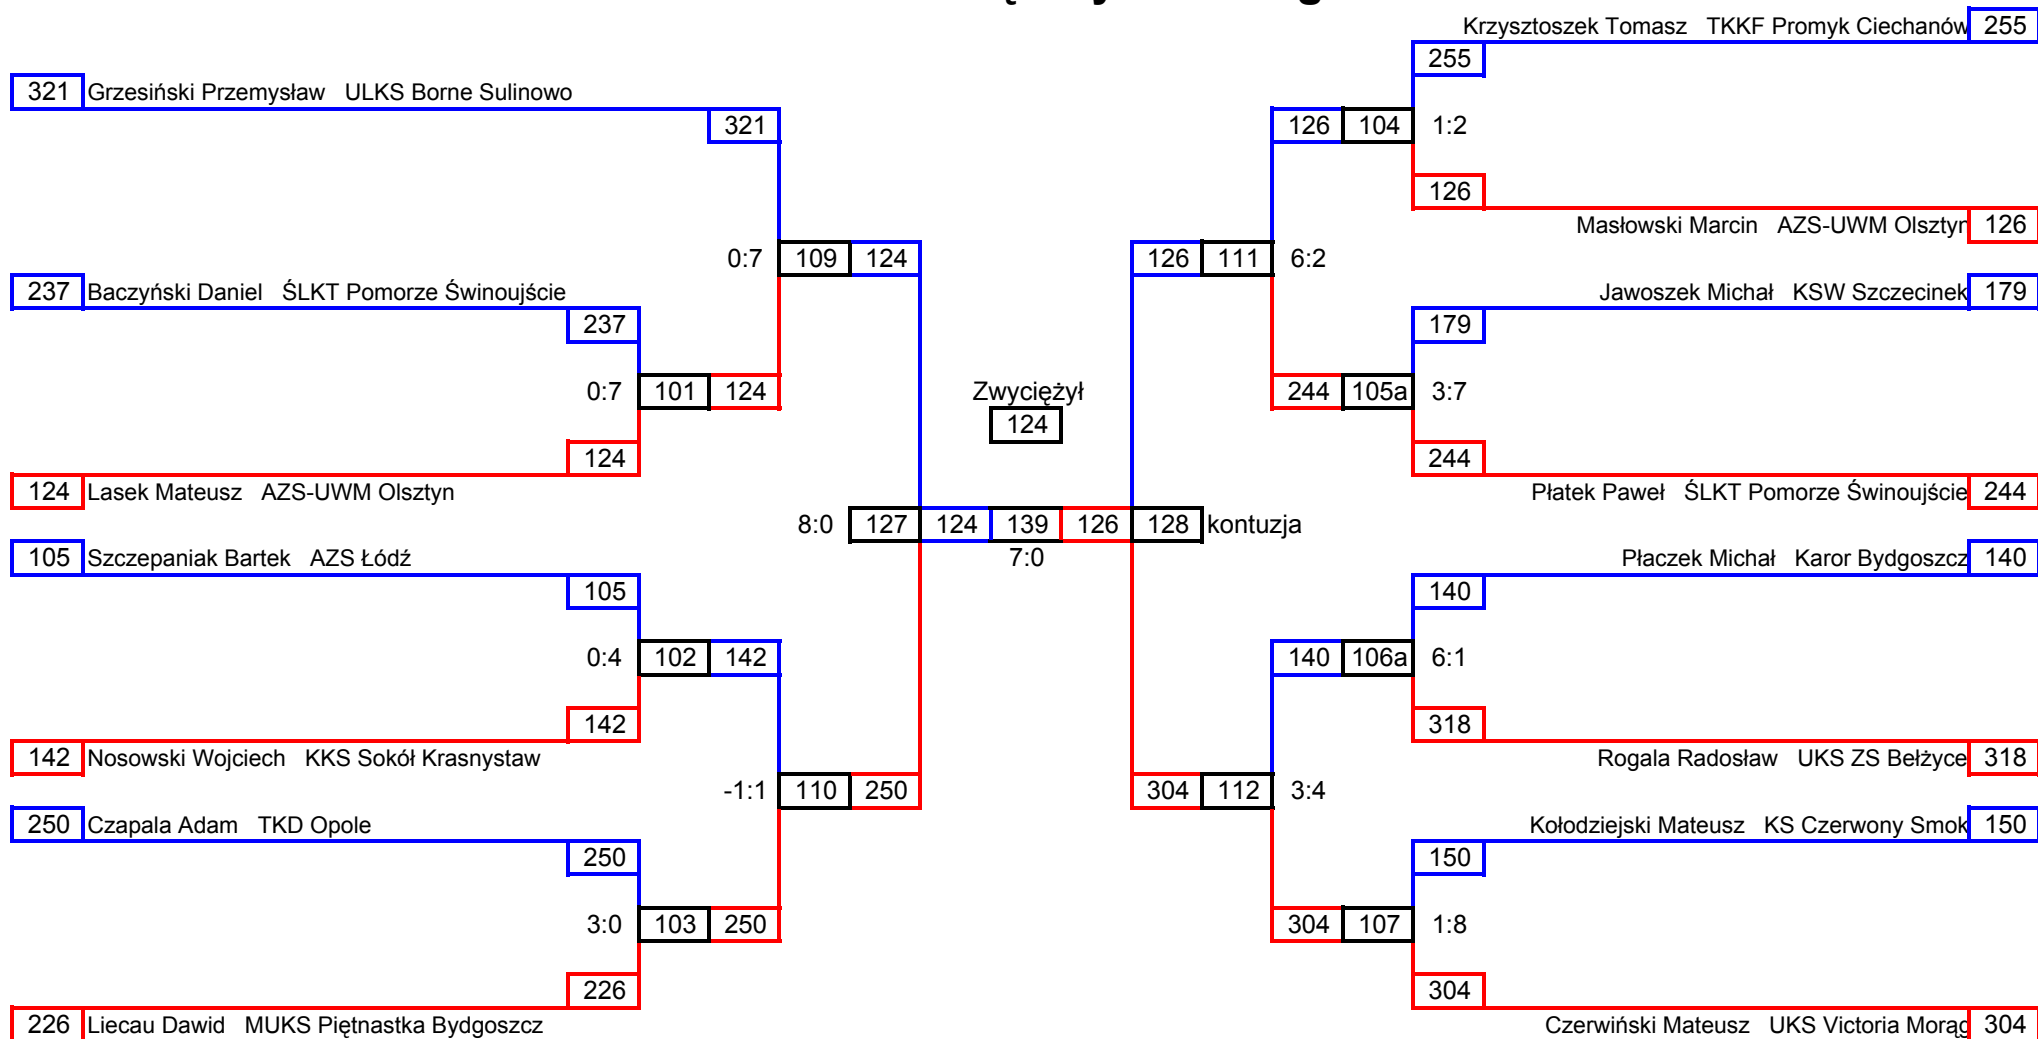 Krzysztoszek Tomasz TKKF Promyk Ciechanów 255
255
321 Grzesiński Przemysław ULKS Borne Sulinowo
321 126 104 1:2
126
Masłowski Marcin AZS-UWM Olsztyn 126
0:7 109 124 126 111 6:2
237 Baczyński Daniel ŚLKT Pomorze Świnoujście Jawoszek Michał KSW Szczecinek 179
237 179
0:7 101 124 Zwyciężył 244 105a 3:7
124
124 244
124 Lasek Mateusz AZS-UWM Olsztyn Płatek Paweł ŚLKT Pomorze Świnoujście 244
8:0 127 124 139 126 128 kontuzja
105 Szczepaniak Bartek AZS Łódź 7:0 Płaczek Michał Karor Bydgoszcz 140
105 140
0:4 102 142 140 106a 6:1
142 318
142 Nosowski Wojciech KKS Sokół Krasnystaw Rogala Radosław UKS ZS Bełżyce 318
-1:1 110 250 304 112 3:4
250 Czapala Adam TKD Opole Kołodziejski Mateusz KS Czerwony Smok 150
250 150
3:0 103 250 304 107 1:8
226 304
226 Liecau Dawid MUKS Piętnastka Bydgoszcz Czerwiński Mateusz UKS Victoria Morąg 304